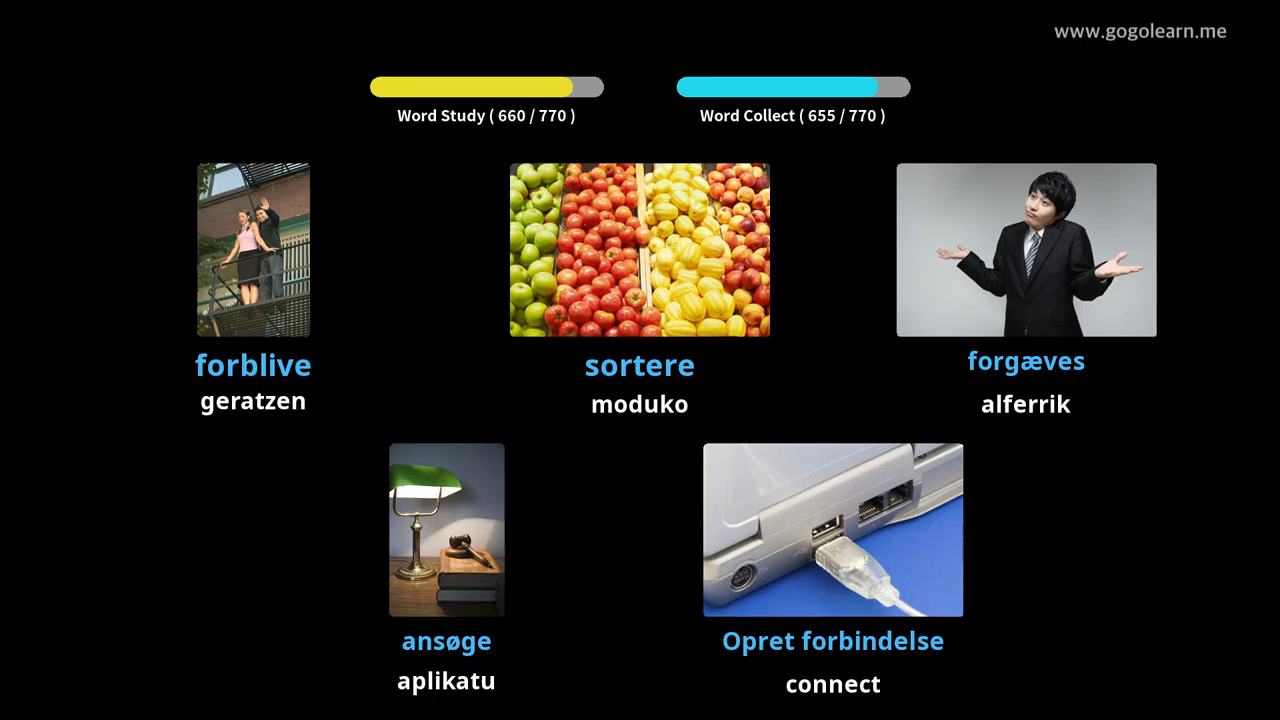 www.gogolearn.me
Word Study ( 660 / 770 )
Word Collect ( 655 / 770 )
forblive
geratzen
sortere
moduko
forgæves
alferrik
ansøge
aplikatu
Opret forbindelse
connect